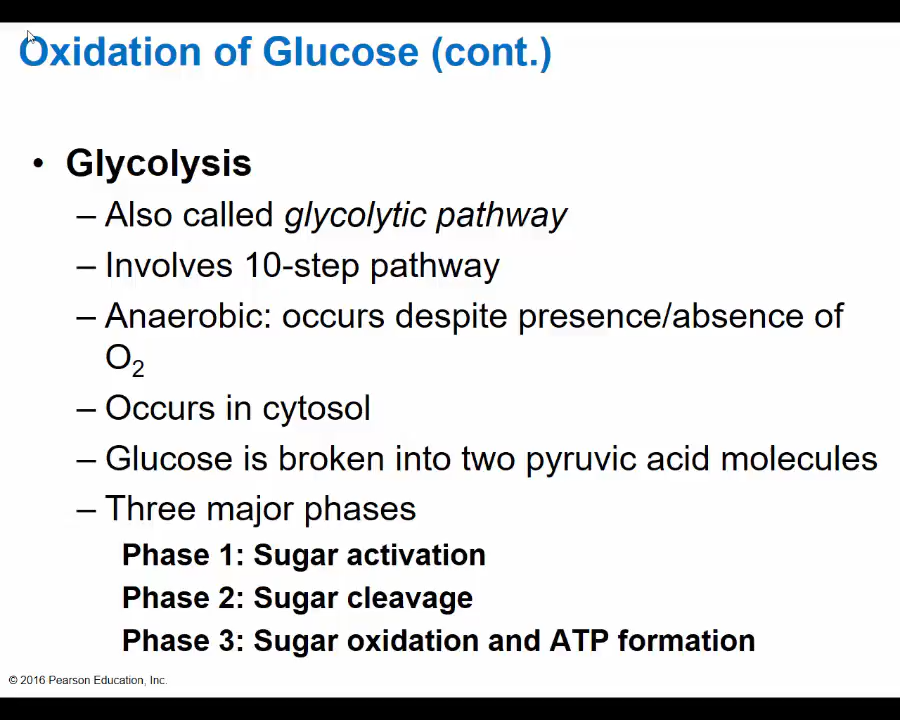 Oxidation of Glucose (cont.)
• Glycolysis
– Also called glycolytic pathway
– Involves 10-step pathway
– Anaerobic: occurs despite presence/absence of
O₂
– Occurs in cytosol
– Glucose is broken into two pyruvic acid molecules
– Three major phases
Phase 1: Sugar activation
Phase 2: Sugar cleavage
Phase 3: Sugar oxidation and ATP formation
© 2016 Pearson Education, Inc.